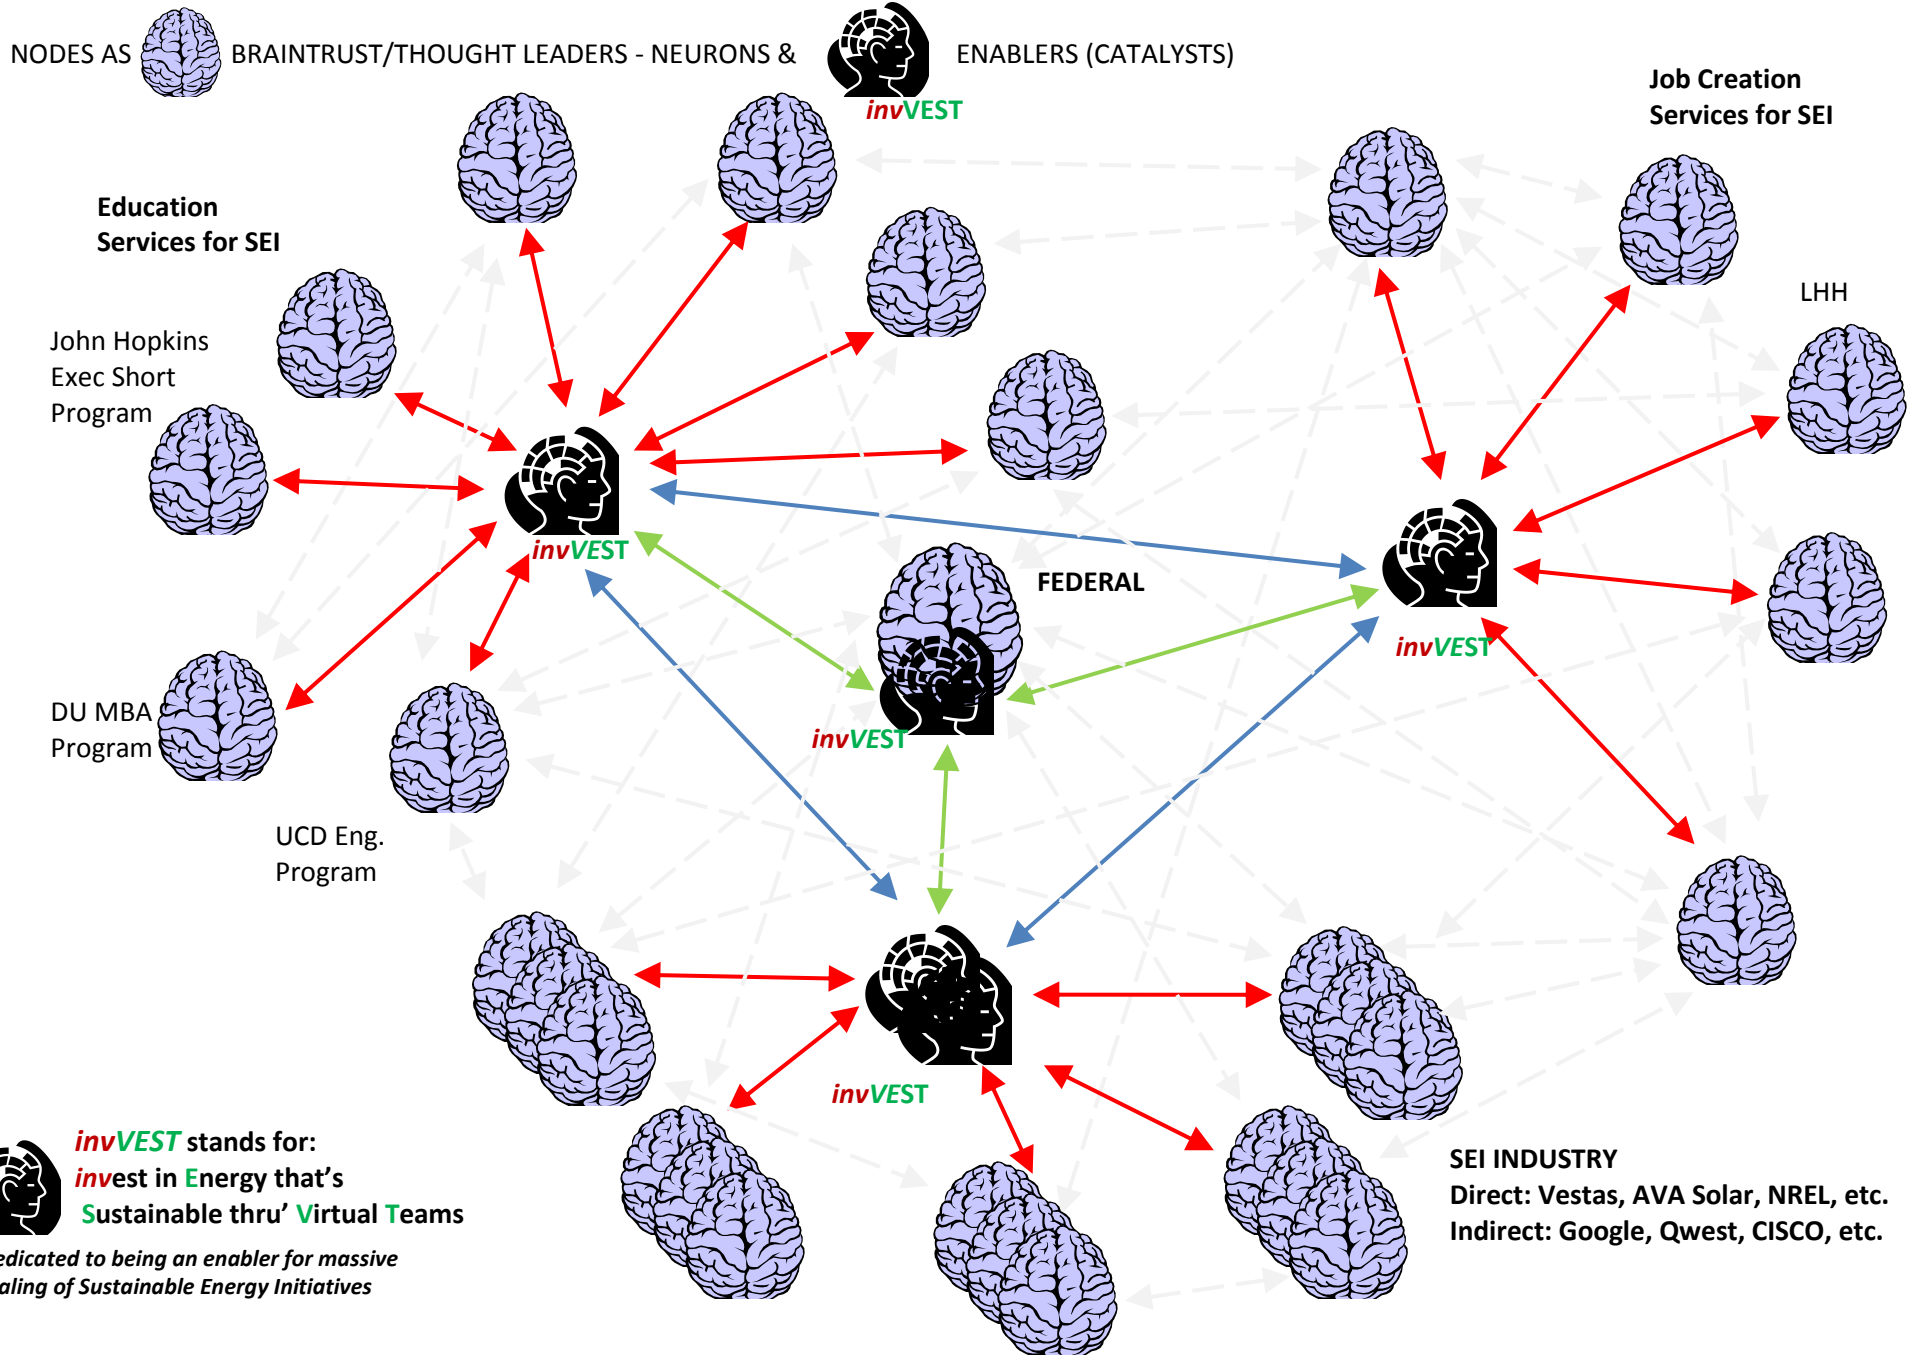 NODES AS BRAINTRUST/THOUGHT LEADERS - NEURONS & ENABLERS (CATALYSTS)
invVEST
Job Creation
Services for SEI
Education
Services for SEI
LHH
John Hopkins
Exec Short
Program
invVEST
FEDERAL
invVEST
invVEST
DU MBA
Program
UCD Eng.
Program
invVEST
invVEST stands for:
invest in Energy that's
Sustainable thru’ Virtual Teams
edicated to being an enabler for massive
aling of Sustainable Energy Initiatives
SEI INDUSTRY
Direct: Vestas, AVA Solar, NREL, etc.
Indirect: Google, Qwest, CISCO, etc.